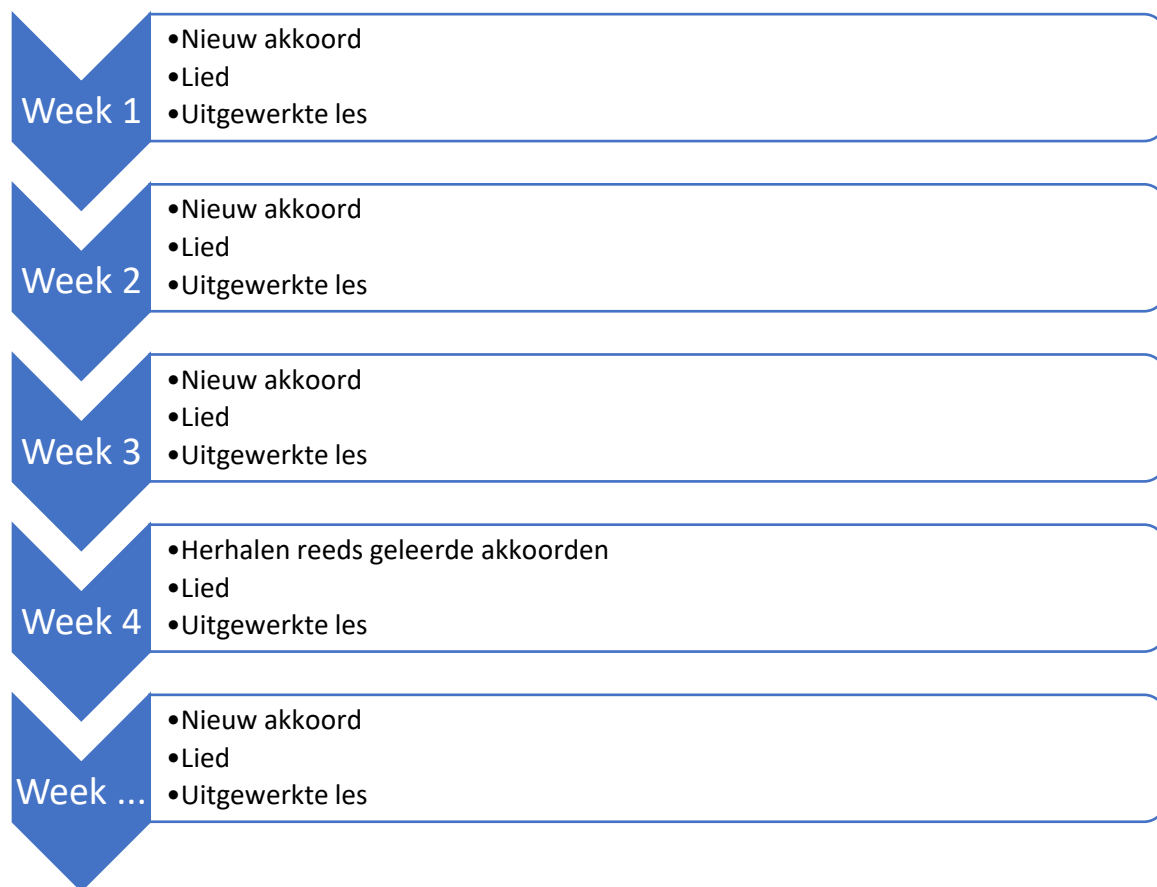 Week 1
•Nieuw akkoord
•Lied
•Uitgewerkte les
Week 2
•Nieuw akkoord
•Lied
•Uitgewerkte les
Week 3
•Nieuw akkoord
•Lied
•Uitgewerkte les
Week 4
•Herhalen reeds geleerde akkoorden
•Lied
•Uitgewerkte les
Week ...
•Nieuw akkoord
•Lied
•Uitgewerkte les